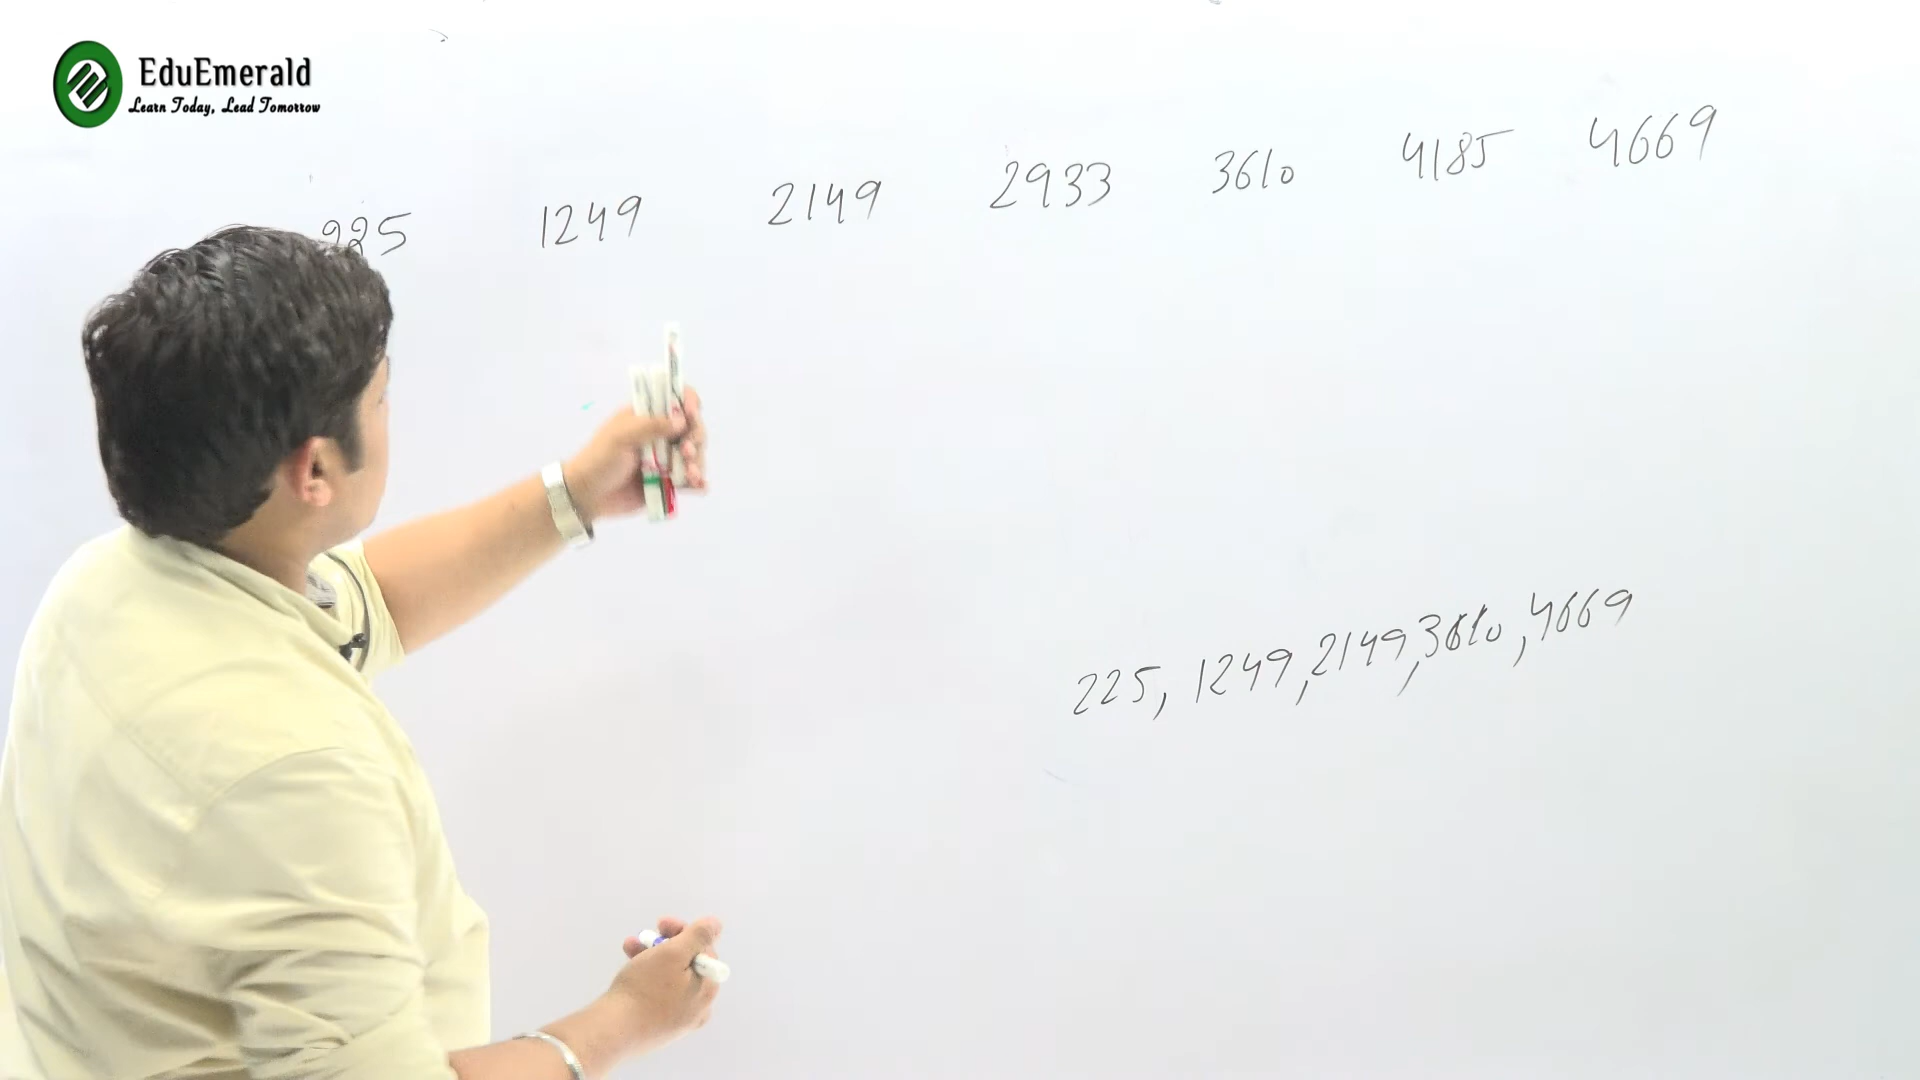 EduEmerald
Learn Today, Lead Tomorrow
225 1249 2149 2933 3610 4185 4669
225, 1249, 2149, 3610, 4669